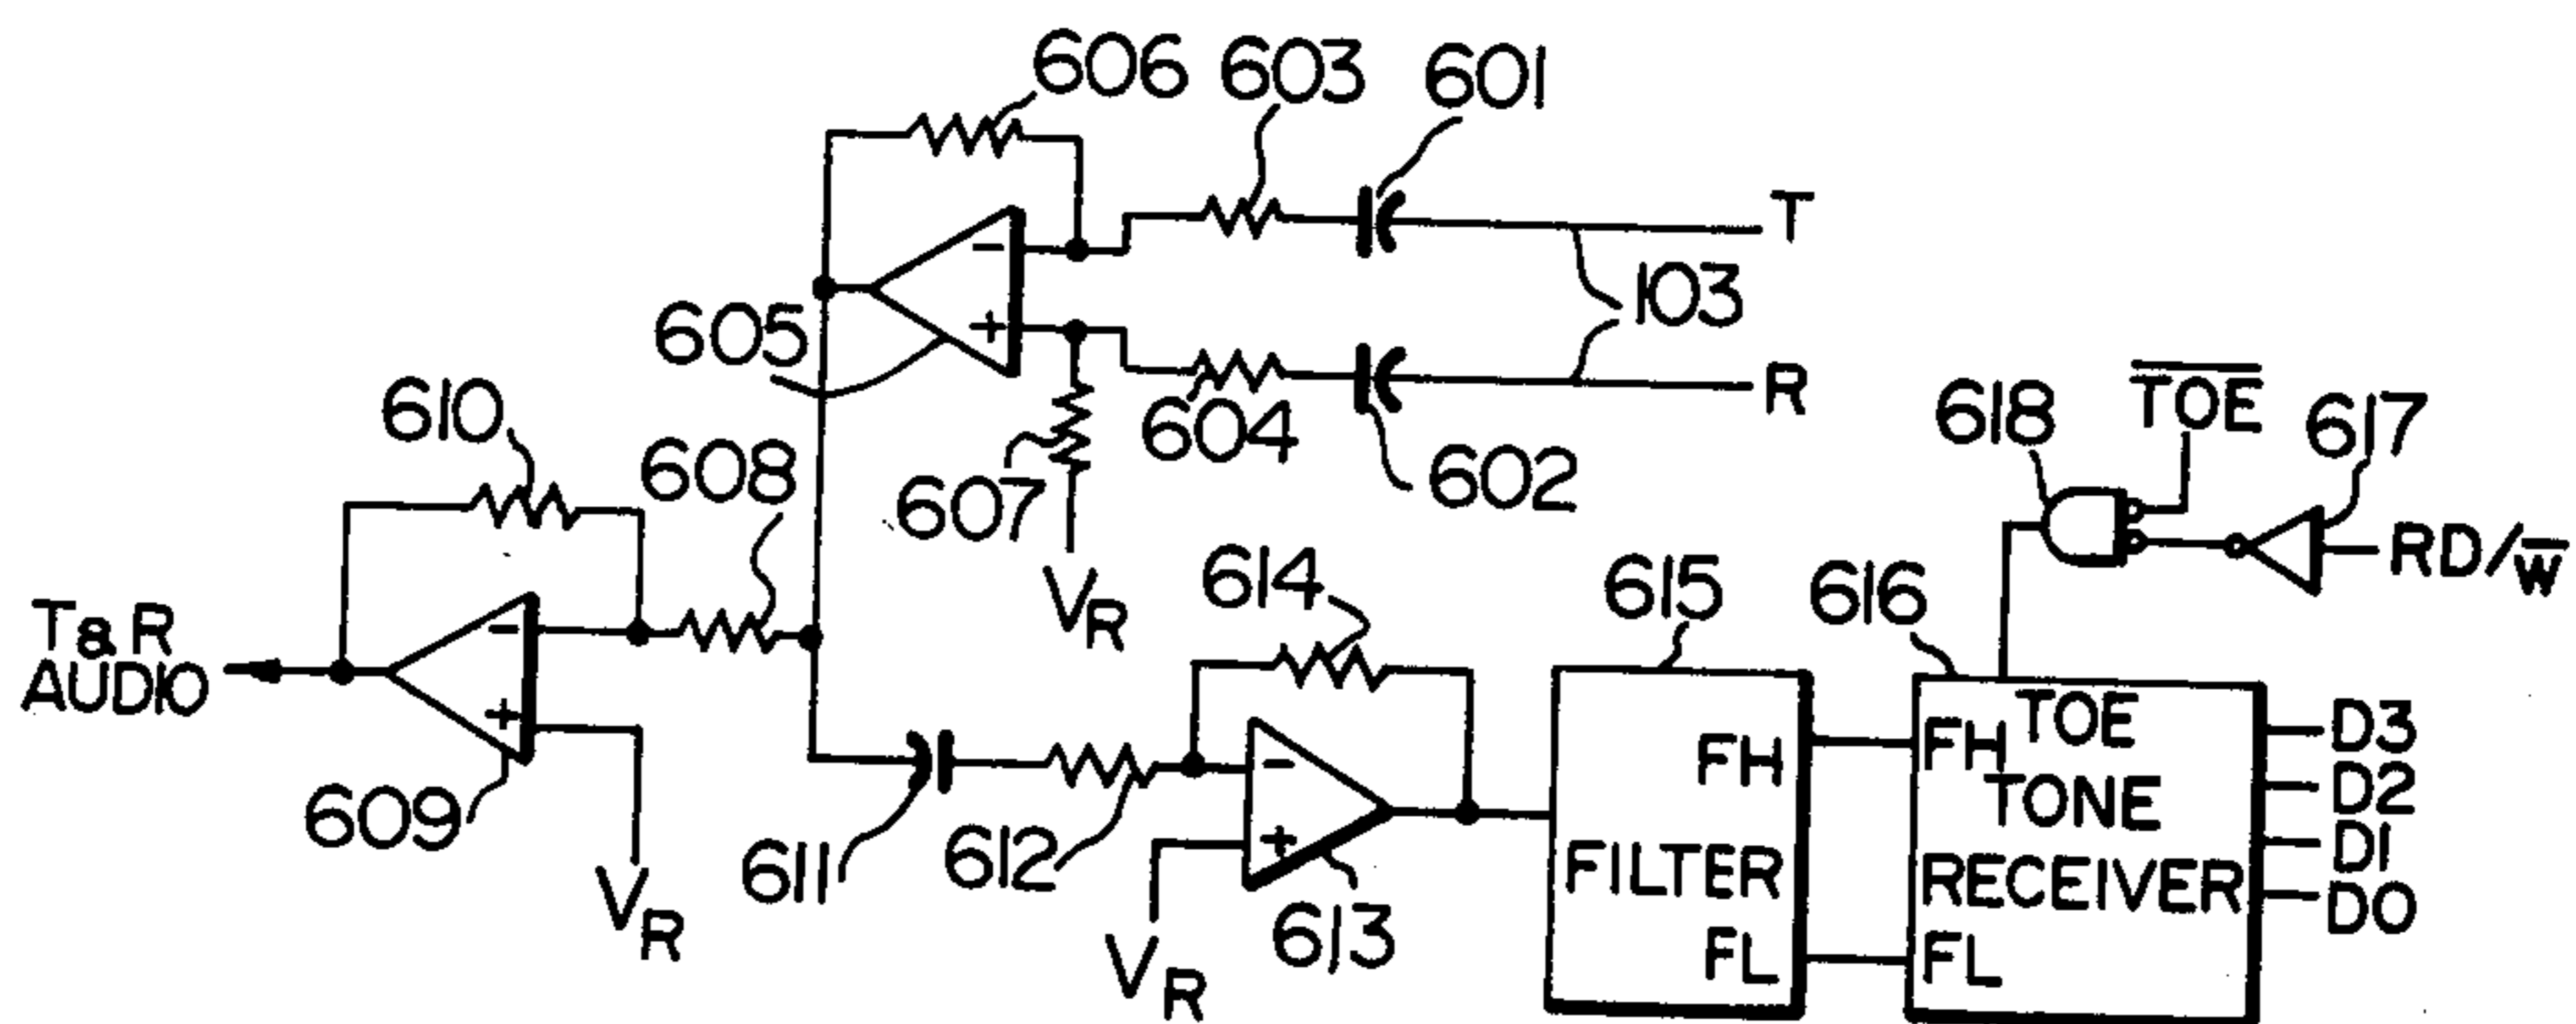 606 603 601
T
103
605
R
610 608 607 604 602
618 TOE 617
RD/W
VR
T&R
AUDIO
614 615 616
609
611 612 613
VR
VR
FH
FILTER
FL
FH TOE
TONE
RECEIVER
FL
D3
D2
D1
D0
- +
- +
- +